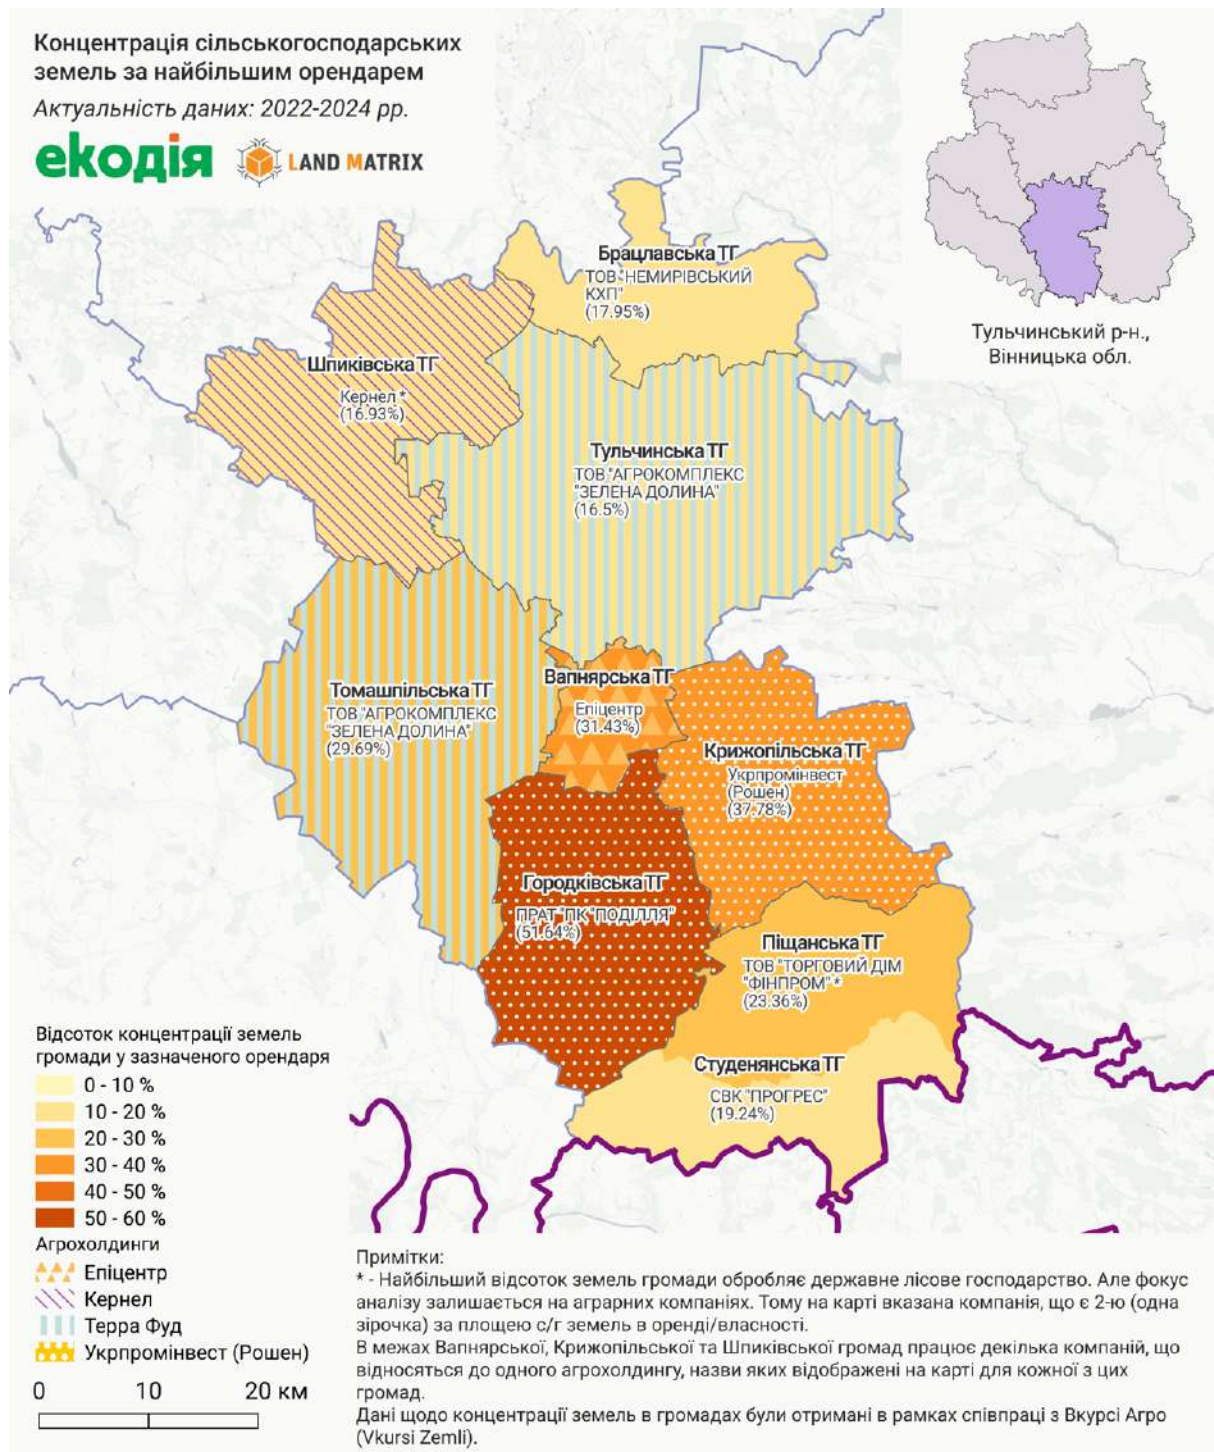 Концентрація сільськогосподарських
земель за найбільшим орендарем
Актуальність даних: 2022-2024 рр.
екодія
LAND MATRIX
Тульчинський р-н.,
Вінницька обл.
Брацлавська ТГ
ТОВ "НЕМИРІВСЬКИЙ
КХП"
(17.95%)
Шпиківська ТГ
Кернел *
(16.93%)
Тульчинська ТГ
ТОВ "АГРОКОМПЛЕКС
"ЗЕЛЕНА ДОЛИНА"
(16.5%)
Вапнярська ТГ
Епіцентр
(31.43%)
Томашпільська ТГ
ТОВ "АГРОКОМПЛЕКС
"ЗЕЛЕНА ДОЛИНА"
(29.69%)
Крижопільська ТГ
Укрпромінвест
(Рошен)
(37.78%)
Городківська ТГ
ПРАТ "ПК "ПОДІЛЛЯ"
(51.64%)
Піщанська ТГ
ТОВ "ТОРГОВИЙ ДІМ
"ФІНПРОМ" *
(23.36%)
Студенянська ТГ
СВК "ПРОГРЕС"
(19.24%)
Відсоток концентрації земель
громади у зазначеного орендаря
0 - 10 %
10 - 20 %
20 - 30 %
30 - 40 %
40 - 50 %
50 - 60 %
Агрохолдинги
Епіцентр
Кернел
Терра Фуд
Укрпромінвест (Рошен)
0 10 20 км
Примітки:
* - Найбільший відсоток земель громади обробляє державне лісове господарство. Але фокус
аналізу залишається на аграрних компаніях. Тому на карті вказана компанія, що є 2-ю (одна
зірочка) за площею с/г земель в оренді/власності.
В межах Вапнярської, Крижопільської та Шпиківської громад працює декілька компаній, що
відносяться до одного агрохолдингу, назви яких відображені на карті для кожної з цих
громад.
Дані щодо концентрації земель в громадах були отримані в рамках співпраці з Вкурсі Агро
(Vkursi Zemli).